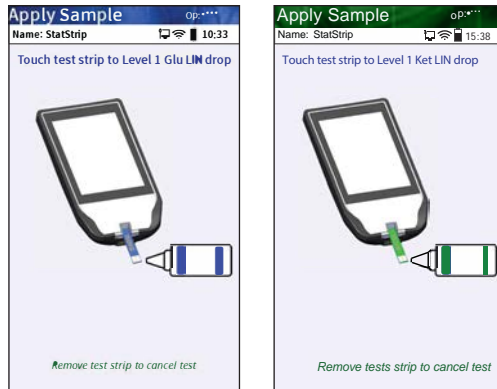 Apply Sample op:••••
Name: StatStrip 10:33
Touch test strip to Level 1 Glu LIN drop
Remove test strip to cancel test
Apply Sample op:••••
Name: StatStrip 15:38
Touch test strip to Level 1 Ket LIN drop
Remove tests strip to cancel test